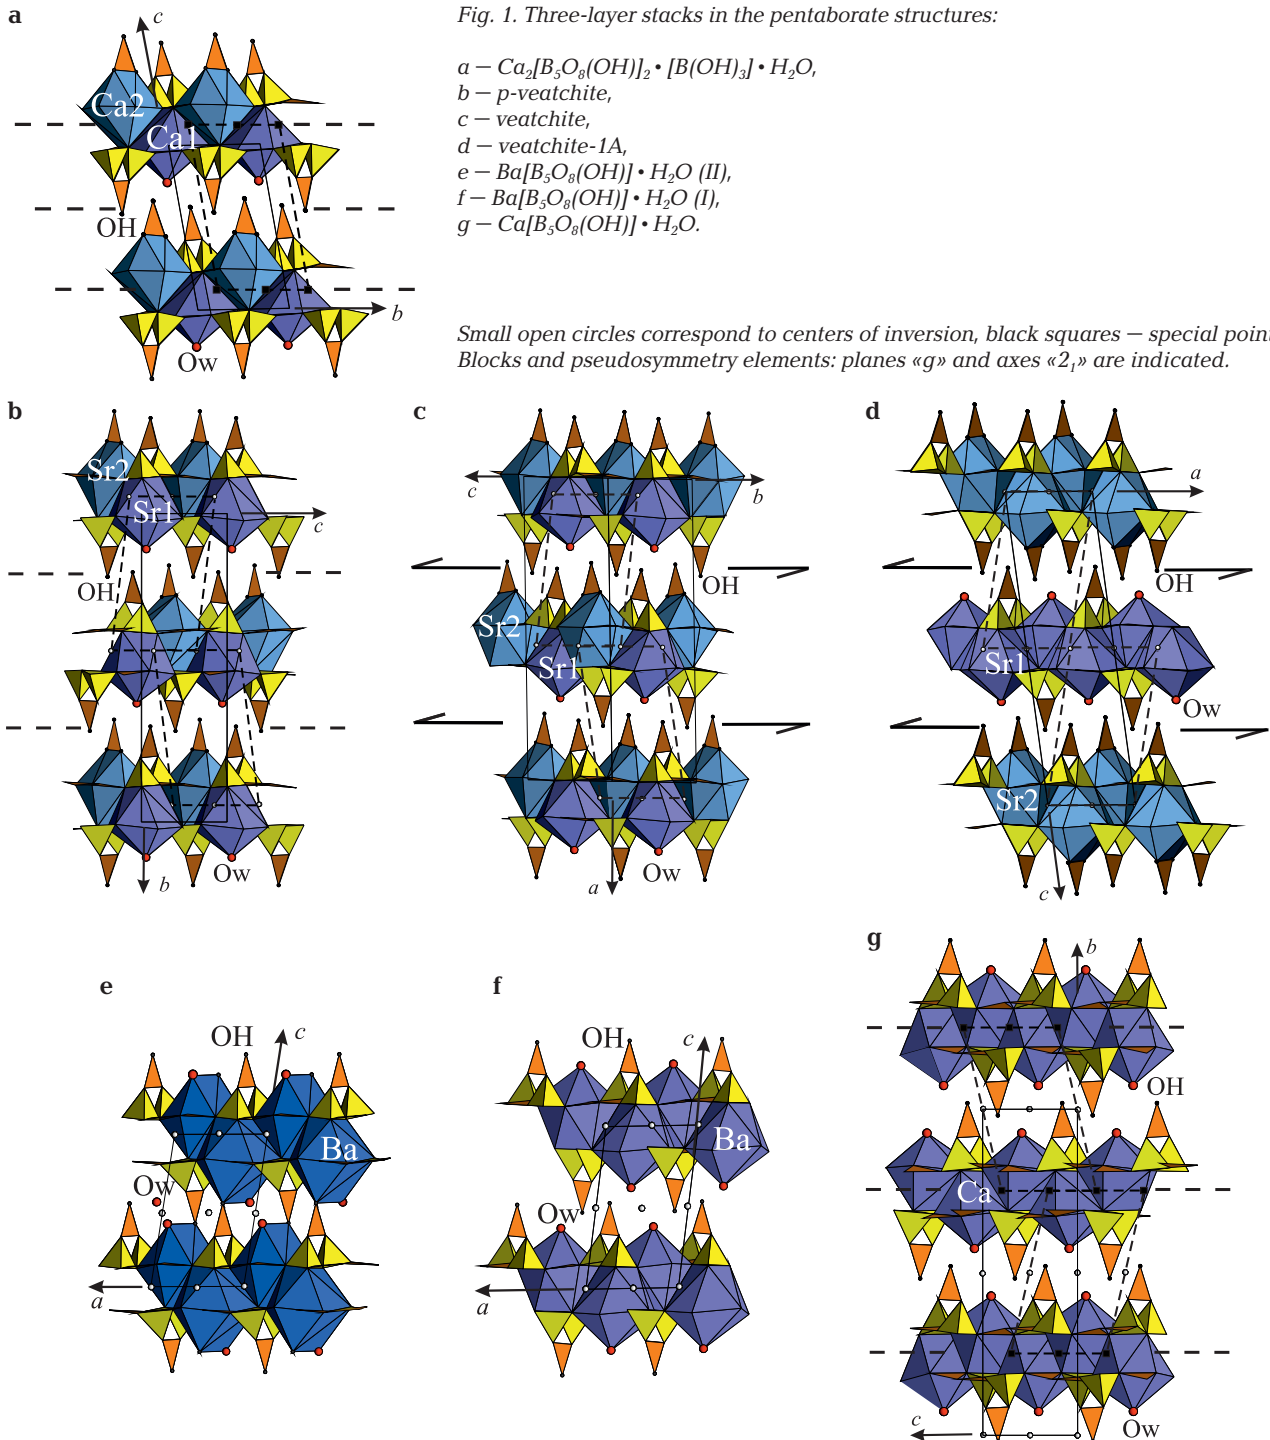 a
c
Fig. 1. Three-layer stacks in the pentaborate structures:
a — Ca₂[B₅O₈(OH)]₂ • [B(OH)₃] • H₂O,
b — p-veatchite,
c — veatchite,
d — veatchite-1A,
e — Ba[B₅O₈(OH)] • H₂O (II),
f — Ba[B₅O₈(OH)] • H₂O (I),
g — Ca[B₅O₈(OH)] • H₂O.
Ca2
Ca1
OH
b
Ow
Small open circles correspond to centers of inversion, black squares — special poin
Blocks and pseudosymmetry elements: planes «g» and axes «2₁» are indicated.
b
Sr2
Sr1
c
OH
b
Ow
c
c
b
OH
Sr2
Sr1
a
Ow
d
a
OH
Sr1
Ow
Sr2
c
e
OH
c
Ba
Ow
a
f
OH
c
Ba
Ow
a
g
b
OH
Ca
c
Ow